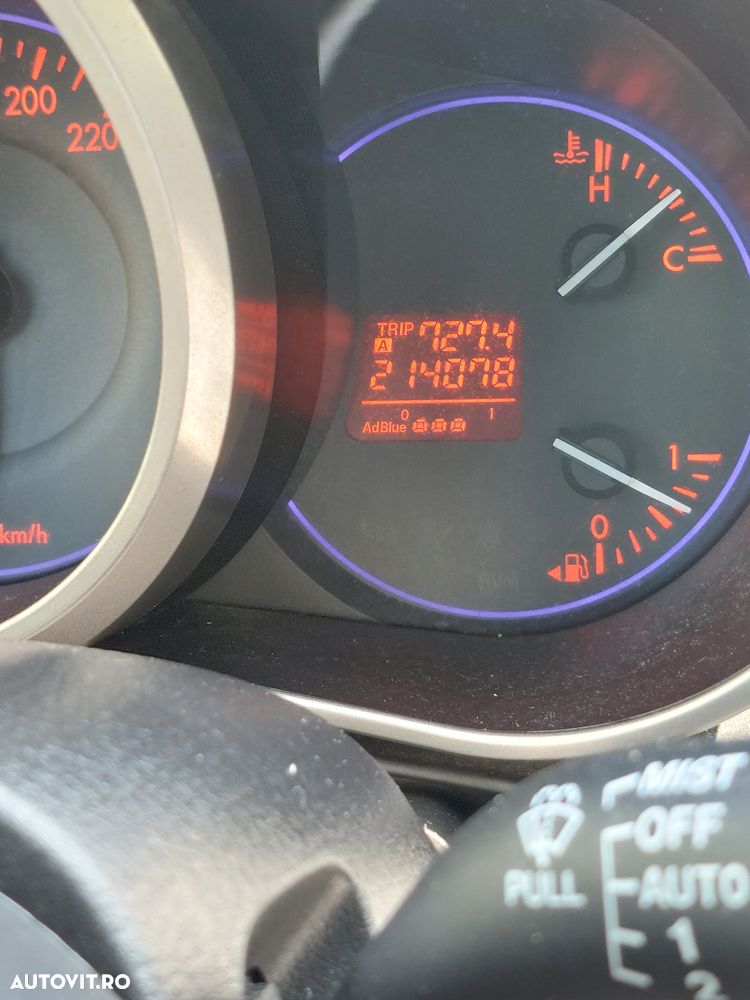 200
220
H
C
TRIP 727.4
A
214078
0 1
AdBlue
1
0
km/h
MIST
OFF
PULL
AUTO
1
2
AUTOVIT.RO